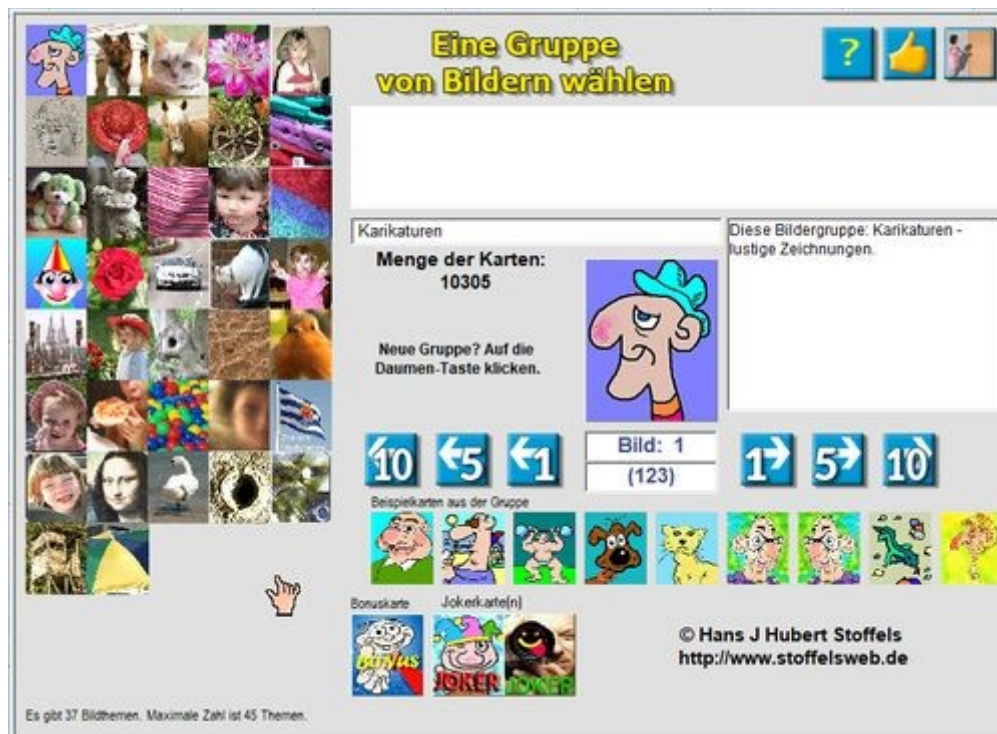 Eine Gruppe
von Bildern wählen
?
Karikaturen
Diese Bildergruppe: Karikaturen -
lustige Zeichnungen.
Menge der Karten:
10305
Neue Gruppe? Auf die
Daumen-Taste klicken.
10 5 1
Bild: 1
(123)
1 5 10
Beispielkarten aus der Gruppe
Bonuskarte
Jokerkarte(n)
BONUS
JOKER
JOKER
© Hans J Hubert Stoffels
http://www.stoffelsweb.de
Es gibt 37 Bildthemen. Maximale Zahl ist 45 Themen.